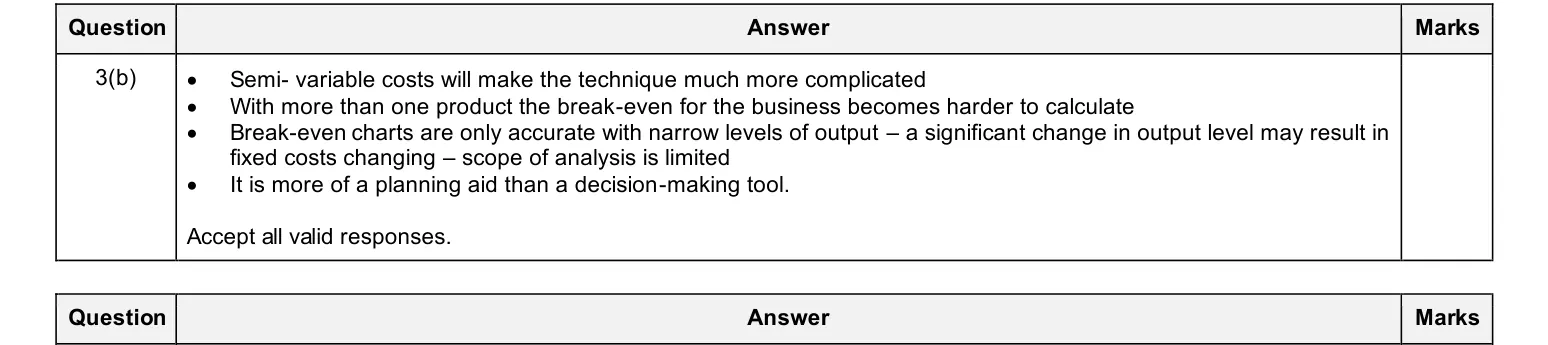 Question Answer Marks
3(b) • Semi- variable costs will make the technique much more complicated
• With more than one product the break-even for the business becomes harder to calculate
• Break-even charts are only accurate with narrow levels of output – a significant change in output level may result in
fixed costs changing – scope of analysis is limited
• It is more of a planning aid than a decision-making tool.
Accept all valid responses.
Question Answer Marks